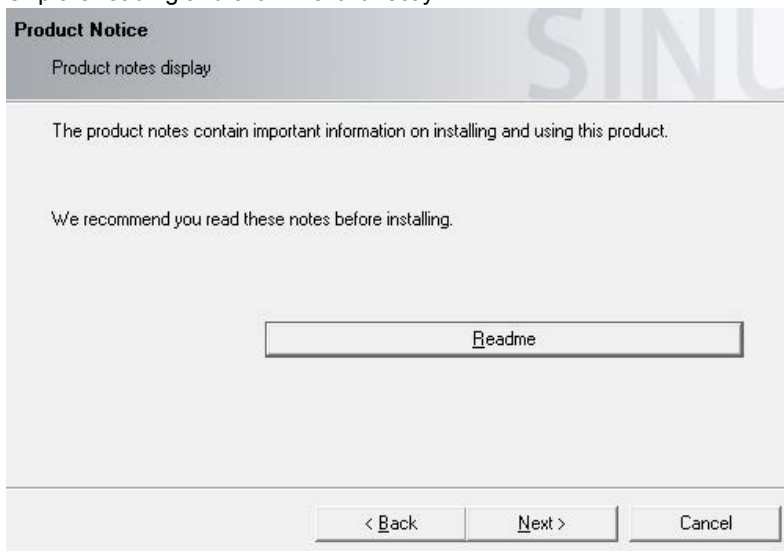 Product Notice
Product notes display
SINU
The product notes contain important information on installing and using this product.
We recommend you read these notes before installing.
Readme
< Back Next > Cancel